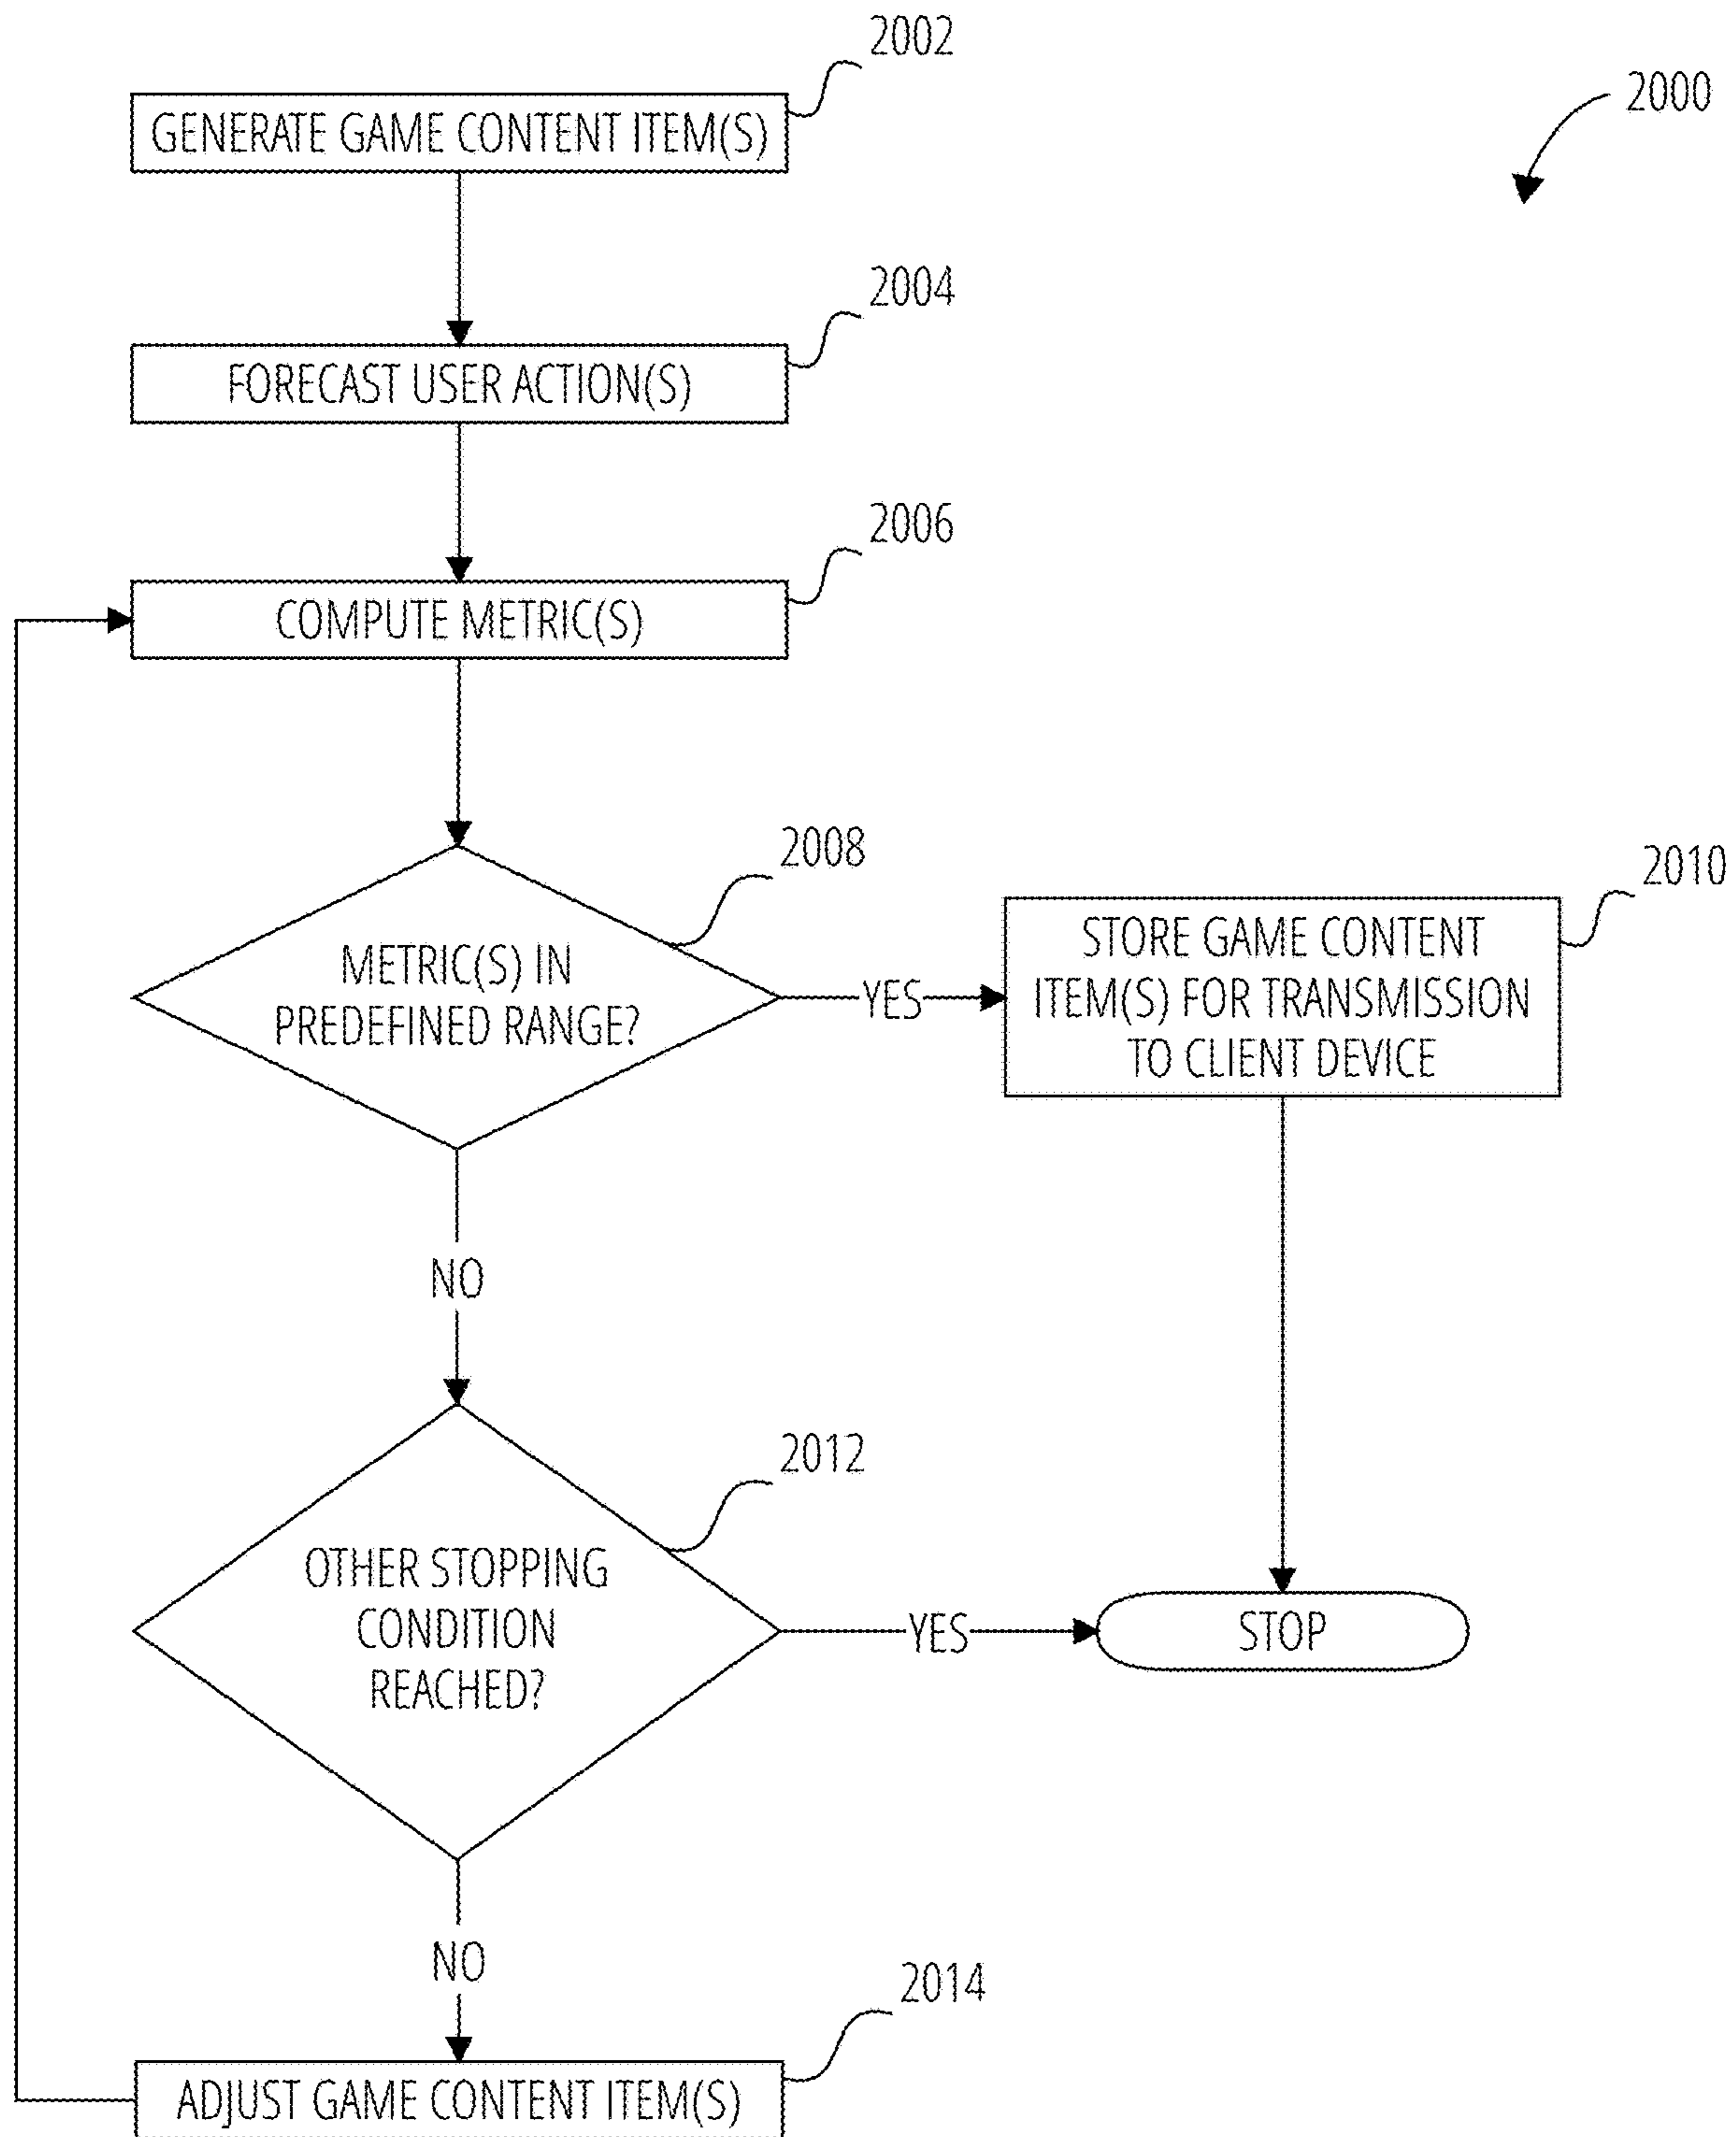 2002
2000
GENERATE GAME CONTENT ITEM(S)
2004
FORECAST USER ACTION(S)
2006
COMPUTE METRIC(S)
2008
METRIC(S) IN
PREDEFINED RANGE?
YES
2010
STORE GAME CONTENT
ITEM(S) FOR TRANSMISSION
TO CLIENT DEVICE
NO
2012
OTHER STOPPING
CONDITION
REACHED?
YES
STOP
NO
2014
ADJUST GAME CONTENT ITEM(S)